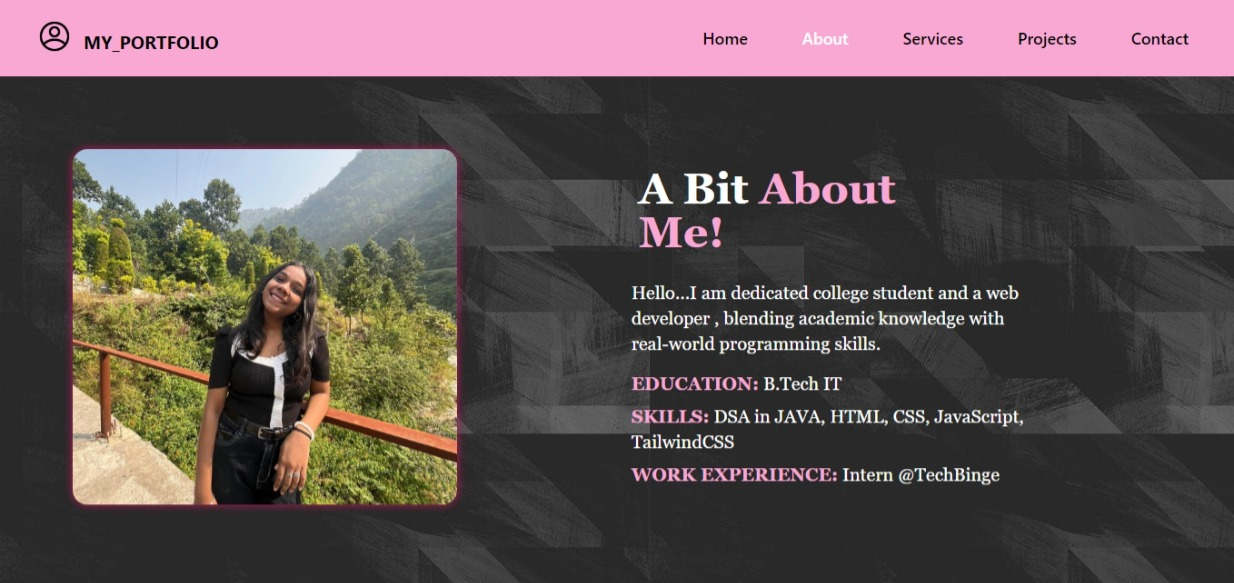 MY_PORTFOLIO
Home
About
Services
Projects
Contact
A Bit About
Me!
Hello...I am dedicated college student and a web
developer , blending academic knowledge with
real-world programming skills.
EDUCATION: B.Tech IT
SKILLS: DSA in JAVA, HTML, CSS, JavaScript,
TailwindCSS
WORK EXPERIENCE: Intern @TechBinge